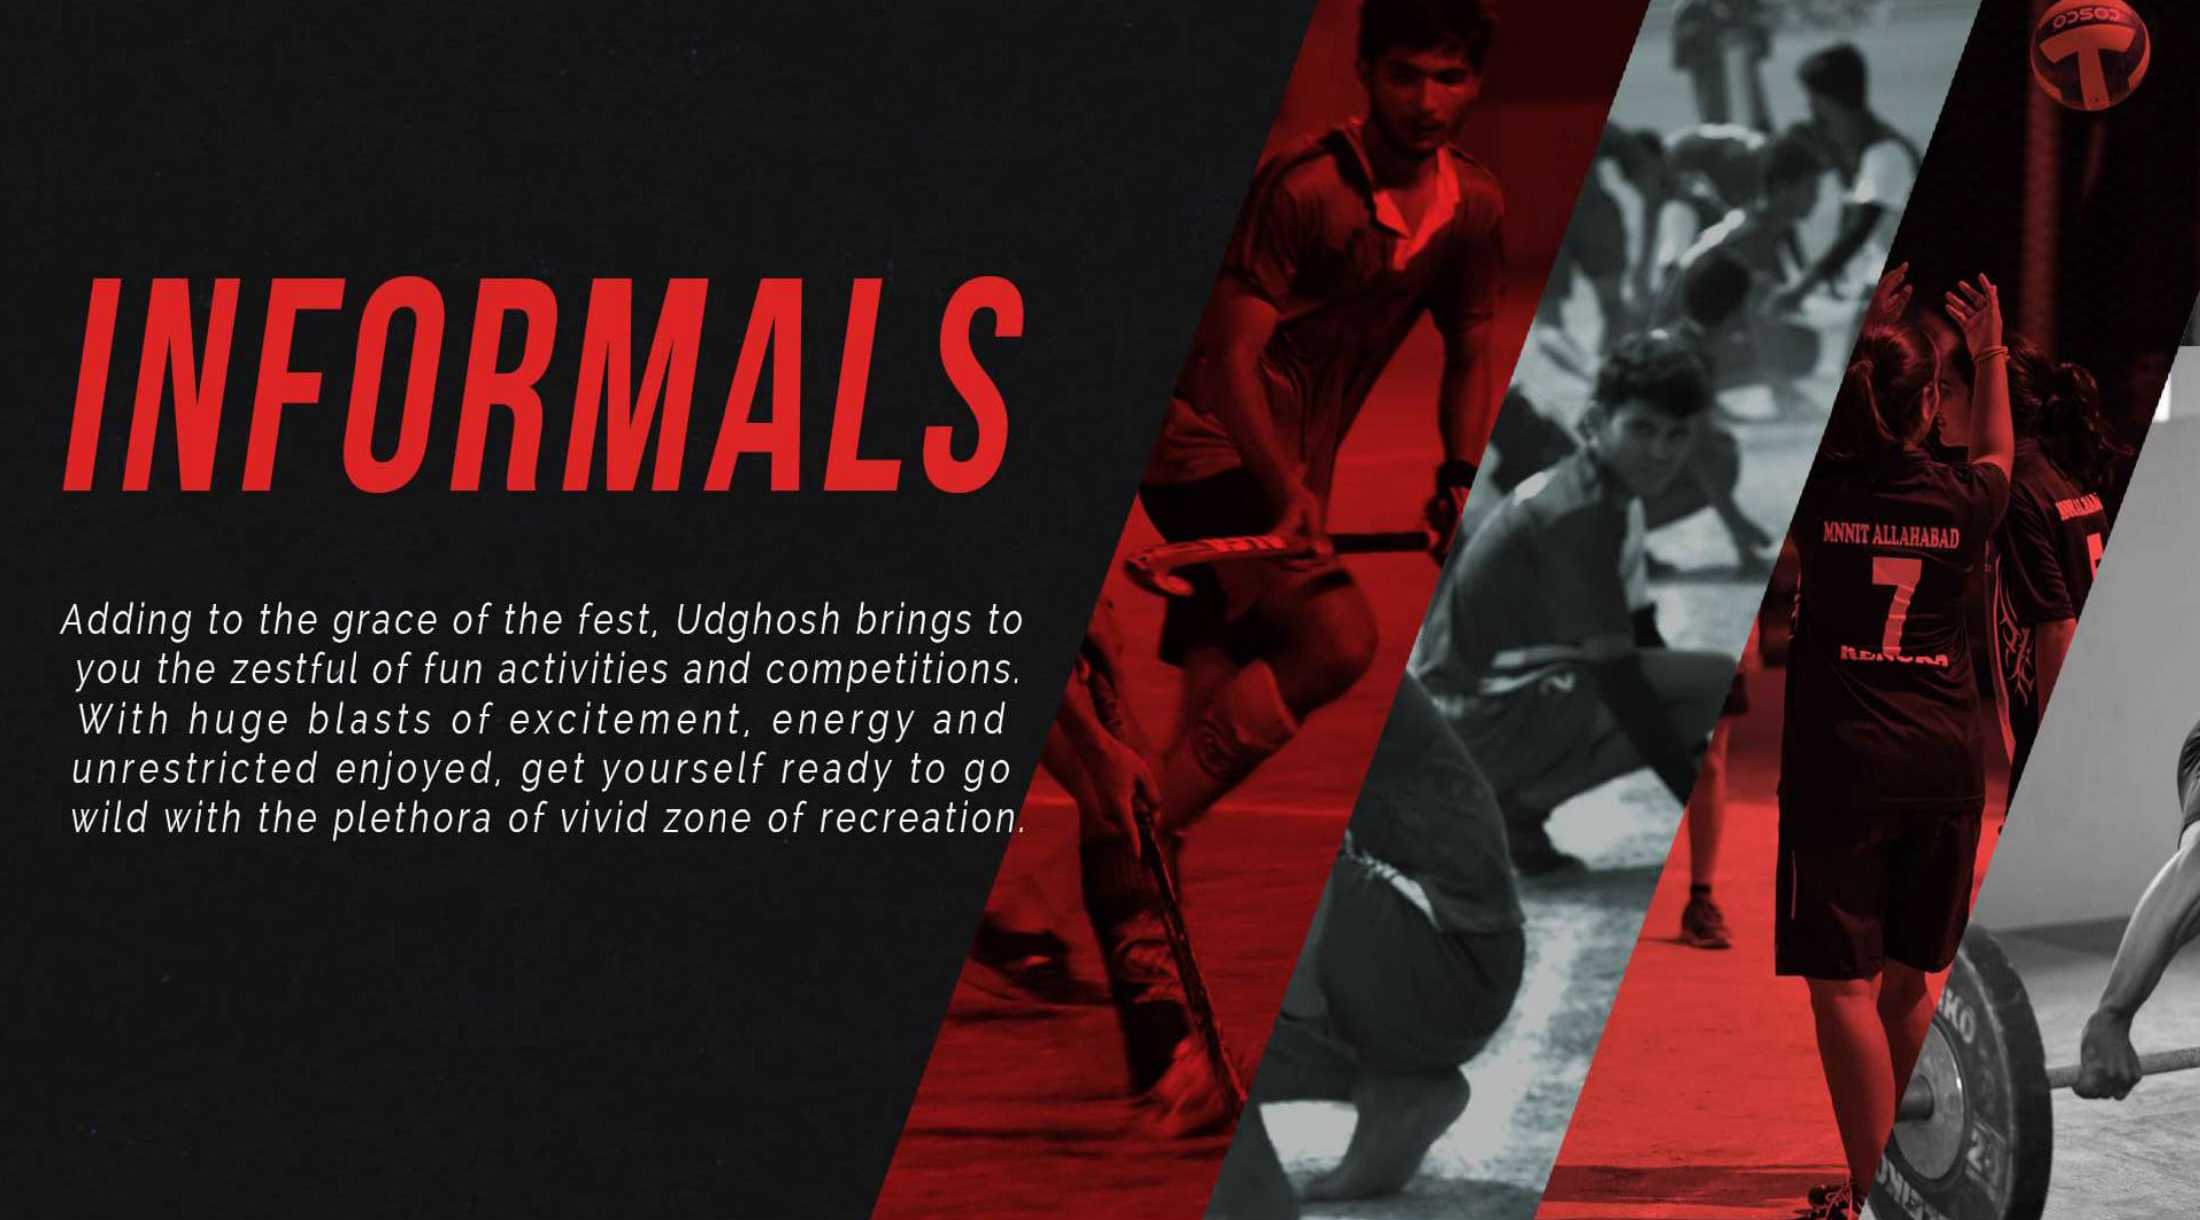 INFORMALS
Adding to the grace of the fest, Udghosh brings to
you the zestful of fun activities and competitions.
With huge blasts of excitement, energy and
unrestricted enjoyed, get yourself ready to go
wild with the plethora of vivid zone of recreation.
COSCO
MNNIT ALLAHABAD
7
RENUKA